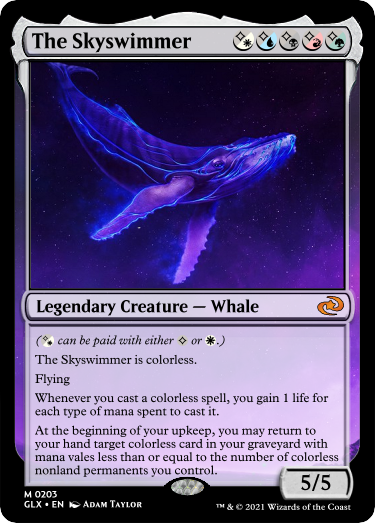 The Skyswimmer
Legendary Creature — Whale
( can be paid with either or .)
The Skyswimmer is colorless.
Flying
Whenever you cast a colorless spell, you gain 1 life for
each type of mana spent to cast it.
At the beginning of your upkeep, you may return to
your hand target colorless card in your graveyard with
mana vales less than or equal to the number of colorless
nonland permanents you control.
5/5
M 0203
GLX • EN Adam Taylor
™ & © 2021 Wizards of the Coast